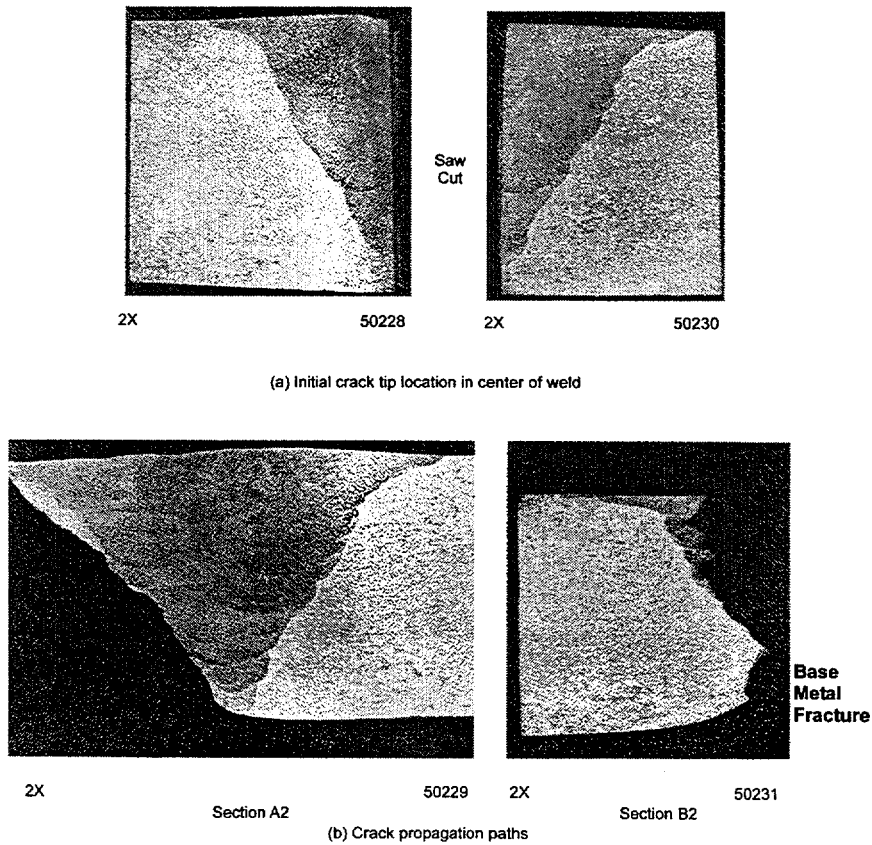 Saw
Cut
2X 50228
2X 50230
(a) Initial crack tip location in center of weld
Base
Metal
Fracture
2X 50229
Section A2
2X 50231
Section B2
(b) Crack propagation paths